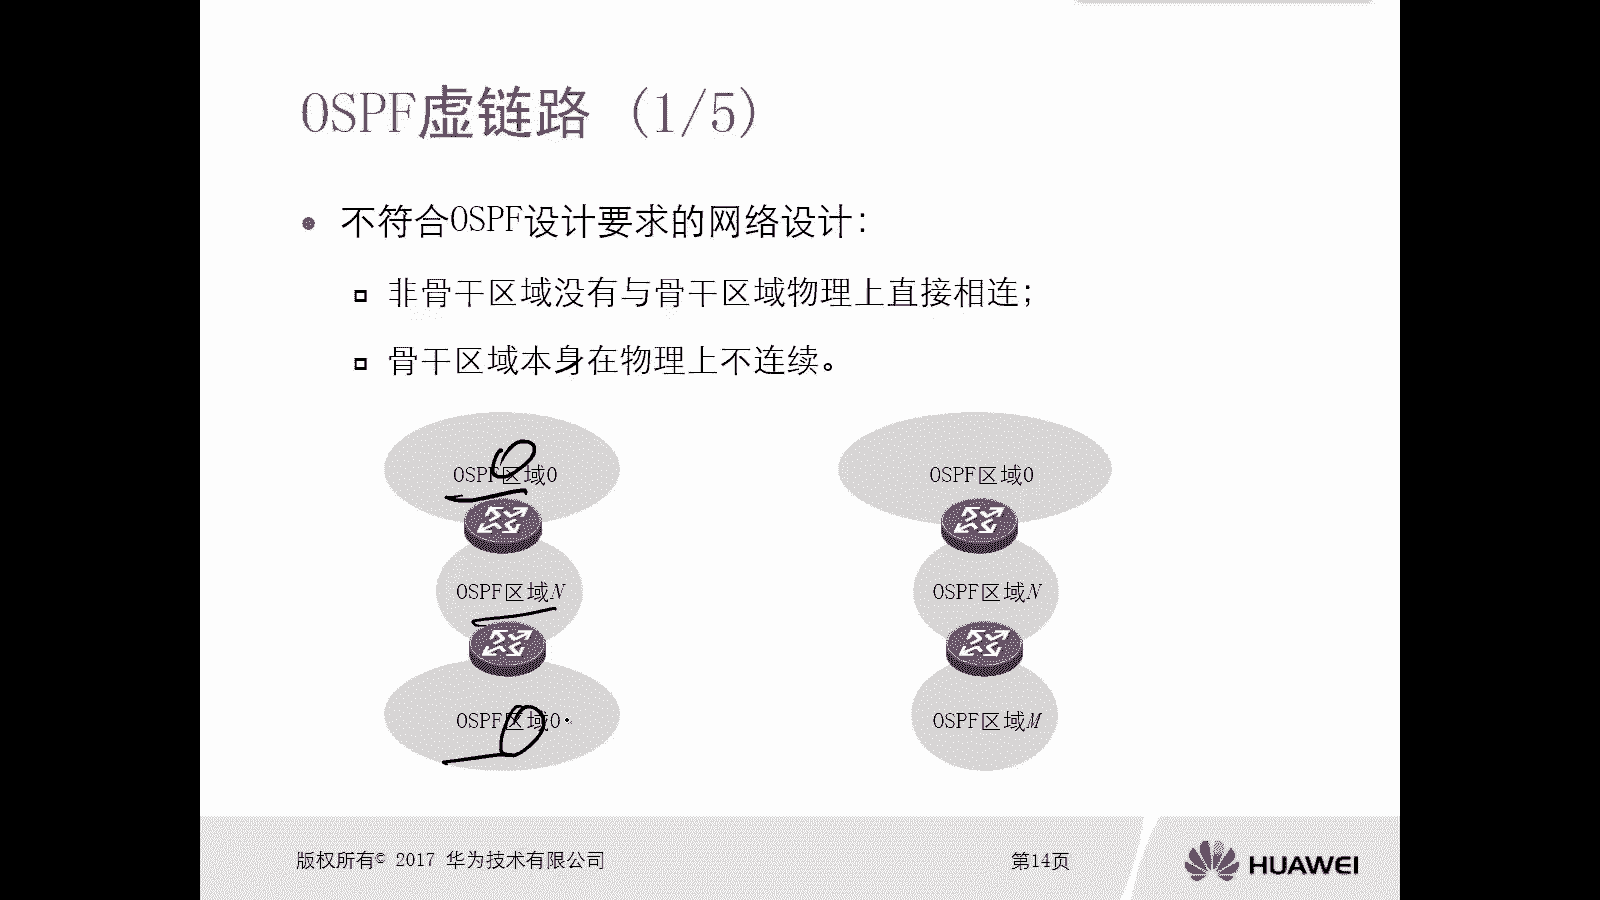 OSPF虚链路 (1/5)
不符合OSPF设计要求的网络设计：
非骨干区域没有与骨干区域物理上直接相连；
骨干区域本身在物理上不连续。
OSPF区域0
OSPF区域N
OSPF区域0
OSPF区域0
OSPF区域N
OSPF区域M
版权所有© 2017 华为技术有限公司
第14页
HUAWEI